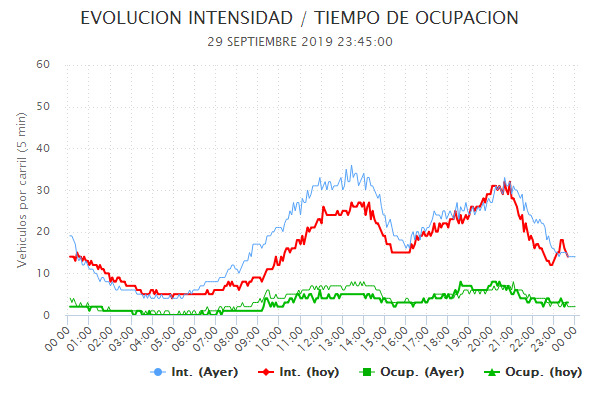 EVOLUCION INTENSIDAD / TIEMPO DE OCUPACION
29 SEPTIEMBRE 2019 23:45:00
Vehiculos por carril (5 min)
60
50
40
30
20
10
0
00:00 01:00 02:00 03:00 04:00 05:00 06:00 07:00 08:00 09:00 10:00 11:00 12:00 13:00 14:00 15:00 16:00 17:00 18:00 19:00 20:00 21:00 22:00 23:00 00:00
Int. (Ayer) Int. (hoy) Ocup. (Ayer) Ocup. (hoy)